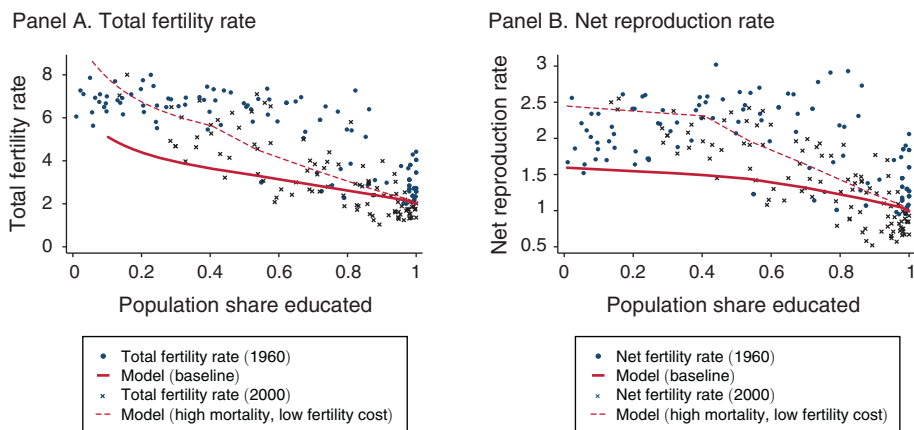 Panel A. Total fertility rate
Total fertility rate
8
6
4
2
0
0 0.2 0.4 0.6 0.8 1
Population share educated
Total fertility rate (1960)
Model (baseline)
Total fertility rate (2000)
Model (high mortality, low fertility cost)
Panel B. Net reproduction rate
Net reproduction rate
3
2.5
2
1.5
1
0.5
0 0.2 0.4 0.6 0.8 1
Population share educated
Net fertility rate (1960)
Model (baseline)
Net fertility rate (2000)
Model (high mortality, low fertility cost)